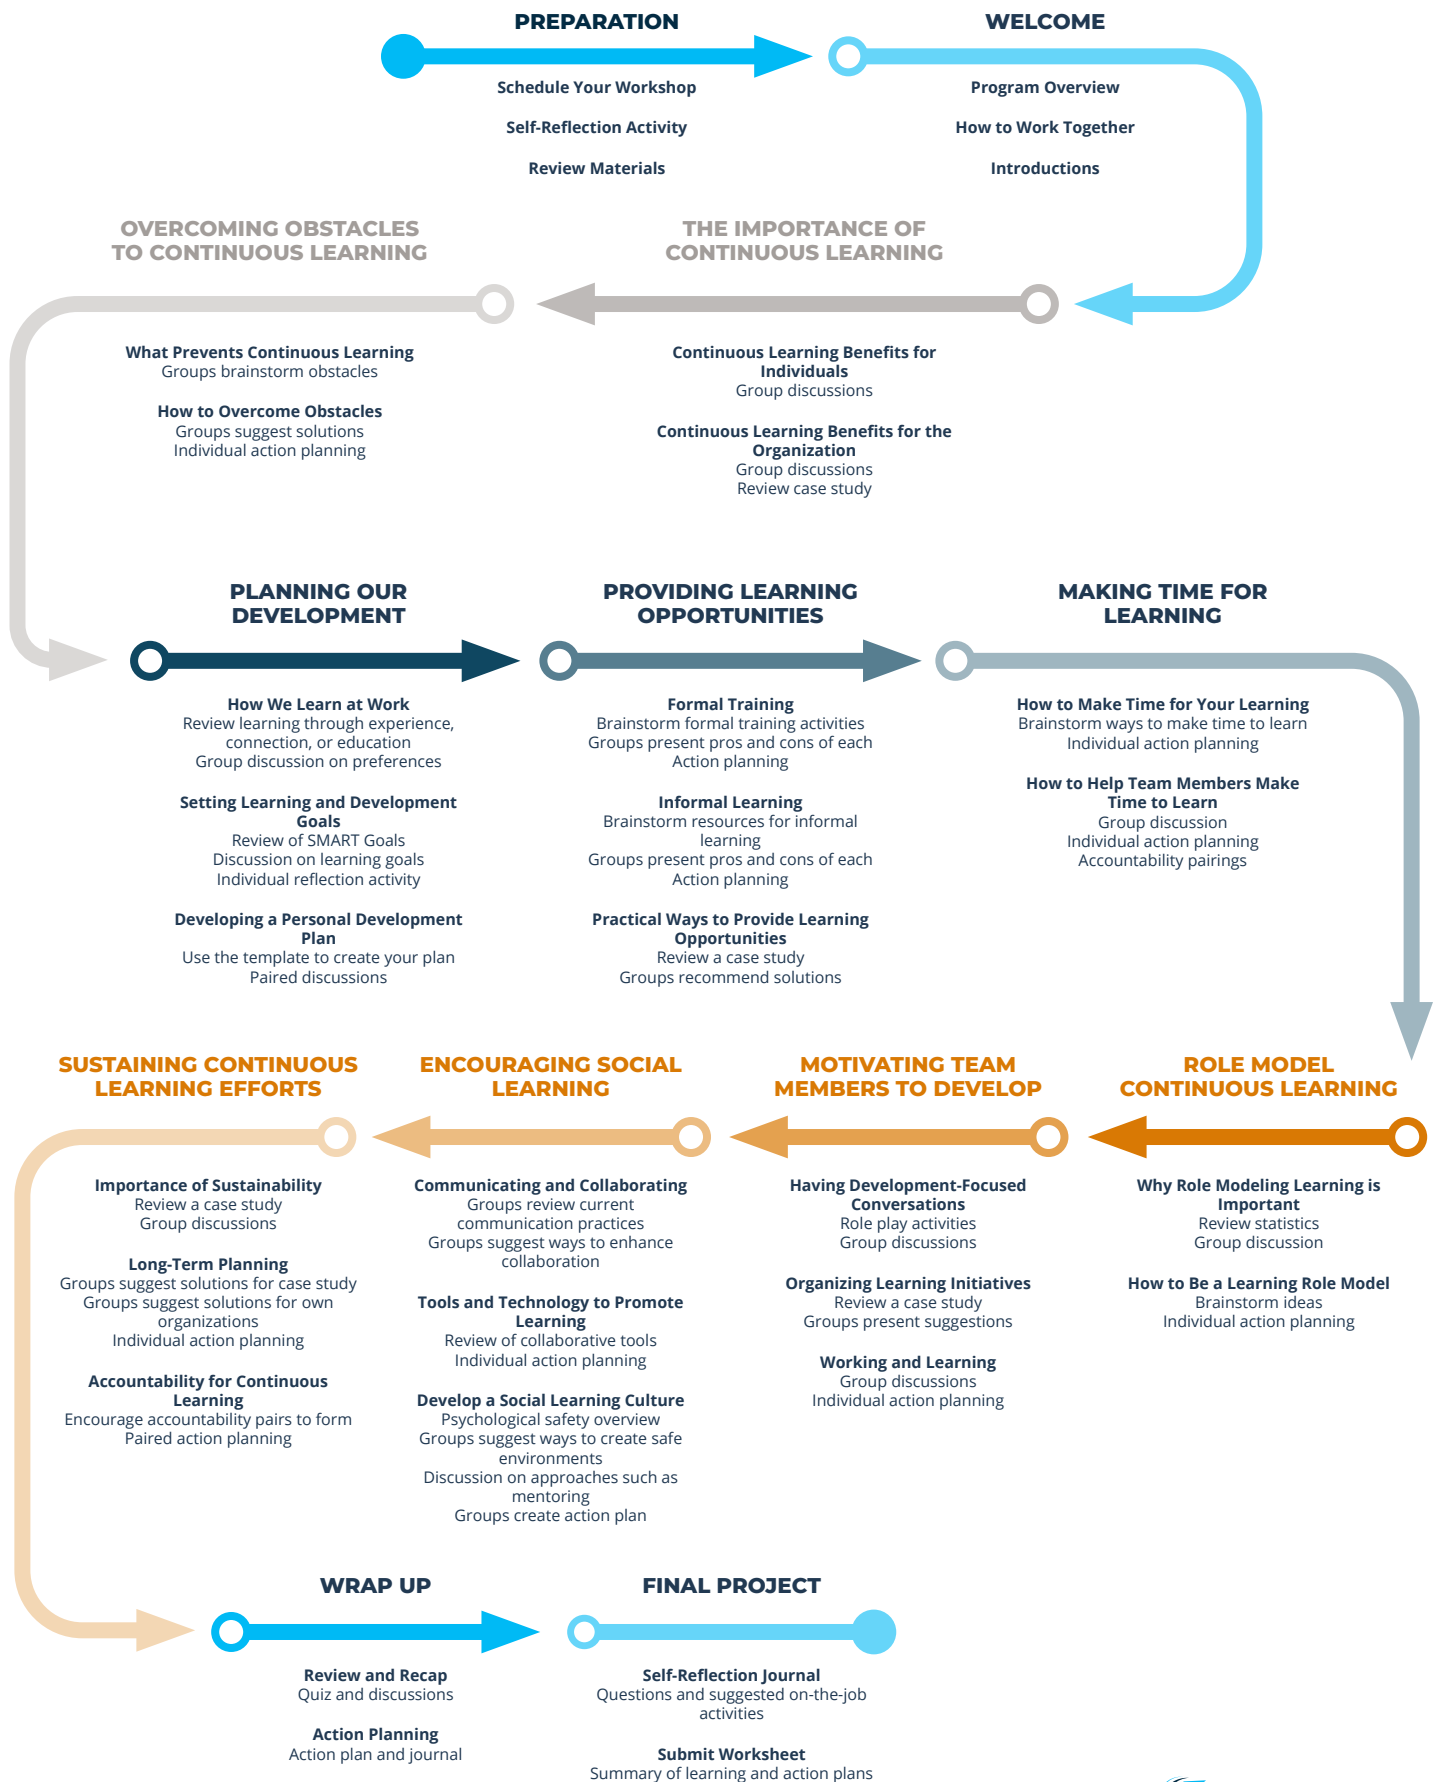 PREPARATION
Schedule Your Workshop
Self-Reflection Activity
Review Materials
WELCOME
Program Overview
How to Work Together
Introductions
THE IMPORTANCE OF
CONTINUOUS LEARNING
Continuous Learning Benefits for
Individuals
Group discussions
Continuous Learning Benefits for the
Organization
Group discussions
Review case study
OVERCOMING OBSTACLES
TO CONTINUOUS LEARNING
What Prevents Continuous Learning
Groups brainstorm obstacles
How to Overcome Obstacles
Groups suggest solutions
Individual action planning
PLANNING OUR
DEVELOPMENT
How We Learn at Work
Review learning through experience,
connection, or education
Group discussion on preferences
Setting Learning and Development
Goals
Review of SMART Goals
Discussion on learning goals
Individual reflection activity
Developing a Personal Development
Plan
Use the template to create your plan
Paired discussions
PROVIDING LEARNING
OPPORTUNITIES
Formal Training
Brainstorm formal training activities
Groups present pros and cons of each
Action planning
Informal Learning
Brainstorm resources for informal
learning
Groups present pros and cons of each
Action planning
Practical Ways to Provide Learning
Opportunities
Review a case study
Groups recommend solutions
MAKING TIME FOR
LEARNING
How to Make Time for Your Learning
Brainstorm ways to make time to learn
Individual action planning
How to Help Team Members Make
Time to Learn
Group discussion
Individual action planning
Accountability pairings
ROLE MODEL
CONTINUOUS LEARNING
Why Role Modeling Learning is
Important
Review statistics
Group discussion
How to Be a Learning Role Model
Brainstorm ideas
Individual action planning
MOTIVATING TEAM
MEMBERS TO DEVELOP
Having Development-Focused
Conversations
Role play activities
Group discussions
Organizing Learning Initiatives
Review a case study
Groups present suggestions
Working and Learning
Group discussions
Individual action planning
ENCOURAGING SOCIAL
LEARNING
Communicating and Collaborating
Groups review current
communication practices
Groups suggest ways to enhance
collaboration
Tools and Technology to Promote
Learning
Review of collaborative tools
Individual action planning
Develop a Social Learning Culture
Psychological safety overview
Groups suggest ways to create safe
environments
Discussion on approaches such as
mentoring
Groups create action plan
SUSTAINING CONTINUOUS
LEARNING EFFORTS
Importance of Sustainability
Review a case study
Group discussions
Long-Term Planning
Groups suggest solutions for case study
Groups suggest solutions for own
organizations
Individual action planning
Accountability for Continuous
Learning
Encourage accountability pairs to form
Paired action planning
WRAP UP
Review and Recap
Quiz and discussions
Action Planning
Action plan and journal
FINAL PROJECT
Self-Reflection Journal
Questions and suggested on-the-job
activities
Submit Worksheet
Summary of learning and action plans